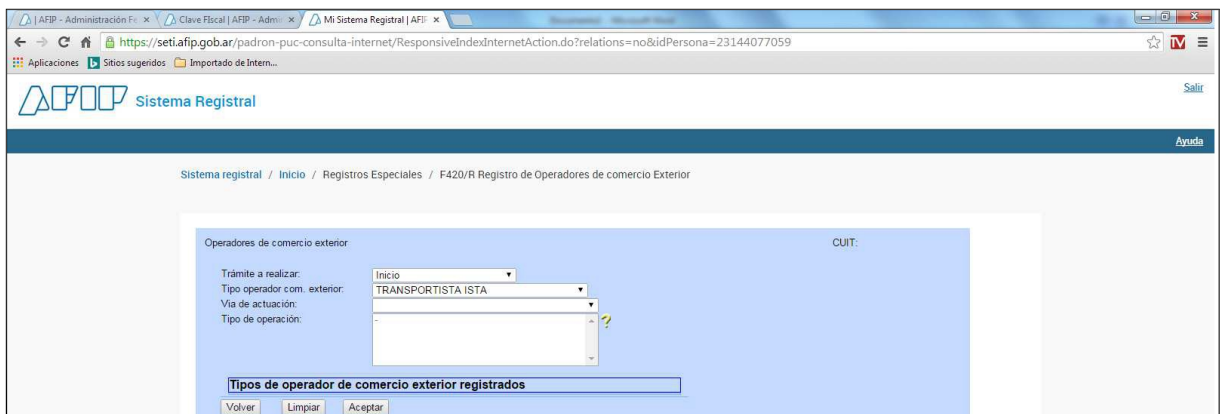 | AFIP - Administración Fe × Clave FIscal | AFIP - Admi × Mi Sistema Registral | AFIP ×
https://seti.afip.gob.ar/padron-puc-consulta-internet/ResponsiveIndexInternetAction.do?relations=no&idPersona=23144077059
Aplicaciones Sitios sugeridos Importado de Intern...
AFIP Sistema Registral Salir
Ayuda
Sistema registral / Inicio / Registros Especiales / F420/R Registro de Operadores de comercio Exterior
Operadores de comercio exterior CUIT:
Trámite a realizar: Inicio
Tipo operador com. exterior: TRANSPORTISTA ISTA
Via de actuación:
Tipo de operación: -
Tipos de operador de comercio exterior registrados
Volver Limpiar Aceptar